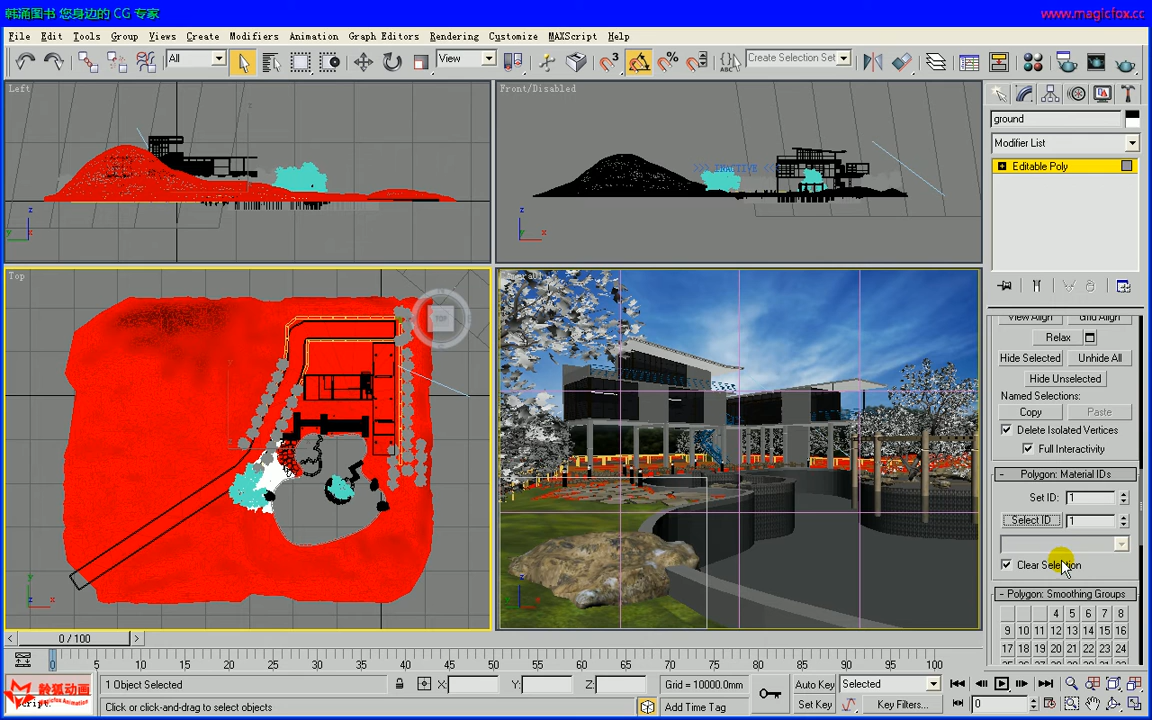 韩涌图书 您身边的 CG 专家
www.magicfox.cc
File Edit Tools Group Views Create Modifiers Animation Graph Editors Rendering Customize MAXScript Help
All
View
Create Selection Set
Left
Front/Disabled
>>> INACTIVE <<
Top
TOP
ground
Modifier List
Editable Poly
View Align Grid Align
Relax
Hide Selected Unhide All
Hide Unselected
Named Selections:
Copy Paste
Delete Isolated Vertices
Full Interactivity
Polygon: Material IDs
Set ID: 1
Select ID 1
Clear Selection
Polygon: Smoothing Groups
4 5 6 7 8
9 10 11 12 13 14 15 16
17 18 19 20 21 22 23 24
0 / 100
0 5 10 15 20 25 30 35 40 45 50 55 60 65 70 75 80 85 90 95 100
1 Object Selected
X: Y: Z:
Grid = 10000.0mm
Auto Key Selected
Script.
Click or click-and-drag to select objects
Add Time Tag
Set Key Key Filters...
0